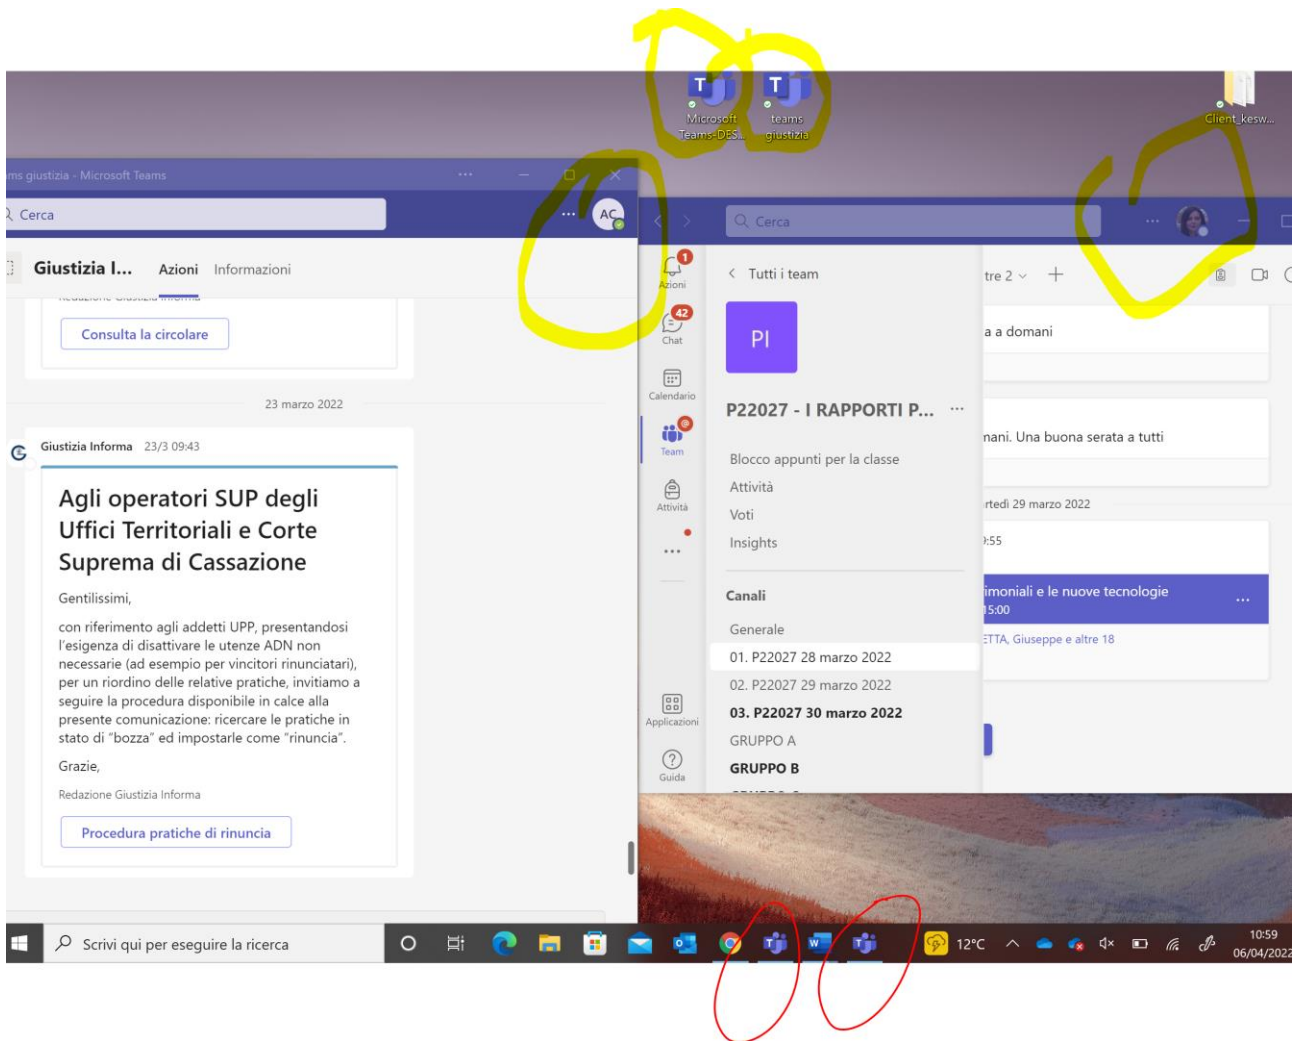 Microsoft
Teams-DES...
teams
giustizia
Client_kesw...
ams giustizia - Microsoft Teams
Cerca
AC
Giustizia I... Azioni Informazioni
Consulta la circolare
23 marzo 2022
Giustizia Informa 23/3 09:43
Agli operatori SUP degli
Uffici Territoriali e Corte
Suprema di Cassazione
Gentilissimi,
con riferimento agli addetti UPP, presentandosi
l'esigenza di disattivare le utenze ADN non
necessarie (ad esempio per vincitori rinunciatari),
per un riordino delle relative pratiche, invitiamo a
seguire la procedura disponibile in calce alla
presente comunicazione: ricercare le pratiche in
stato di "bozza" ed impostarle come "rinuncia".
Grazie,
Redazione Giustizia Informa
Procedura pratiche di rinuncia
Cerca
1
Azioni
42
Chat
Calendario
Team
Attività
Applicazioni
Guida
Tutti i team
PI
P22027 - I RAPPORTI P...
Blocco appunti per la classe
Attività
Voti
Insights
Canali
Generale
01. P22027 28 marzo 2022
02. P22027 29 marzo 2022
03. P22027 30 marzo 2022
GRUPPO A
GRUPPO B
tre 2
a a domani
nani. Una buona serata a tutti
rtedì 29 marzo 2022
9:55
imoniali e le nuove tecnologie
15:00
ETTA, Giuseppe e altre 18
Scrivi qui per eseguire la ricerca
12°C
10:59
06/04/2022